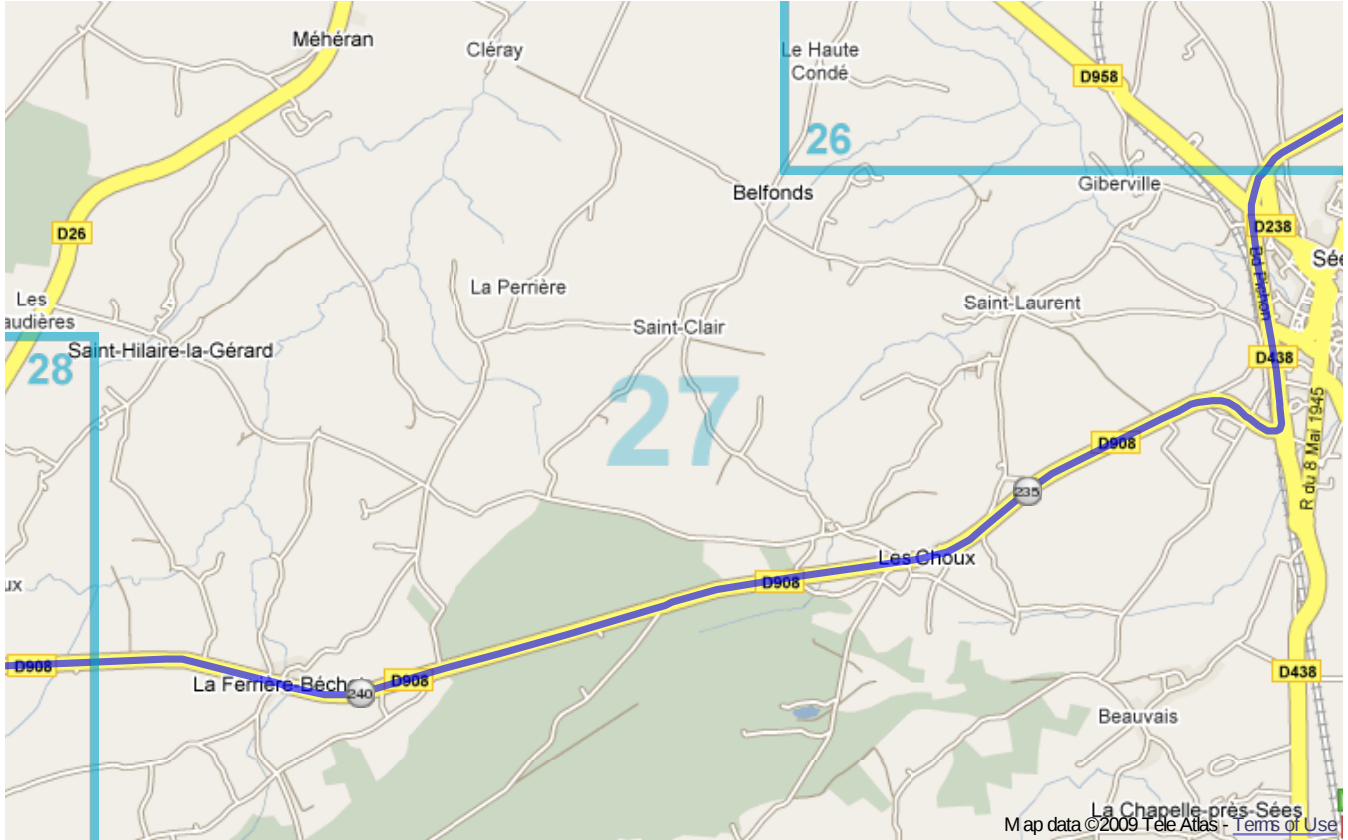 Méhéran
Cléray
Le Haute
Condé
D958
26
Giberville
Belfonds
D26
D238
Bd Pichon
La Perrière
Les
Saint-Laurent
Saint-Clair
Saint-Hilaire-la-Gérard
28
D438
27
R du 8 Mai 1945
D908
235
Les Choux
D908
D908
La Ferrière-Béch
240
D908
D438
Beauvais
La Chapelle-près-Sées
Map data ©2009 Tele Atlas - Terms of Use